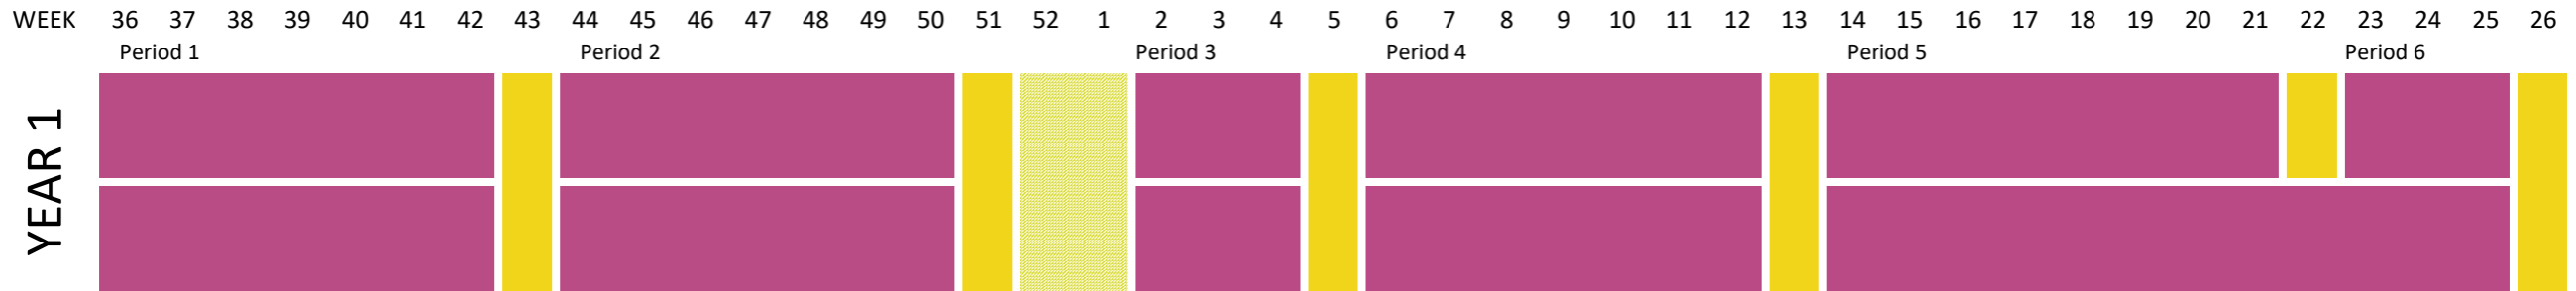 WEEK 36 37 38 39 40 41 42 43 44 45 46 47 48 49 50 51 52 1 2 3 4 5 6 7 8 9 10 11 12 13 14 15 16 17 18 19 20 21 22 23 24 25 26
Period 1 Period 2 Period 3 Period 4 Period 5 Period 6
YEAR 1